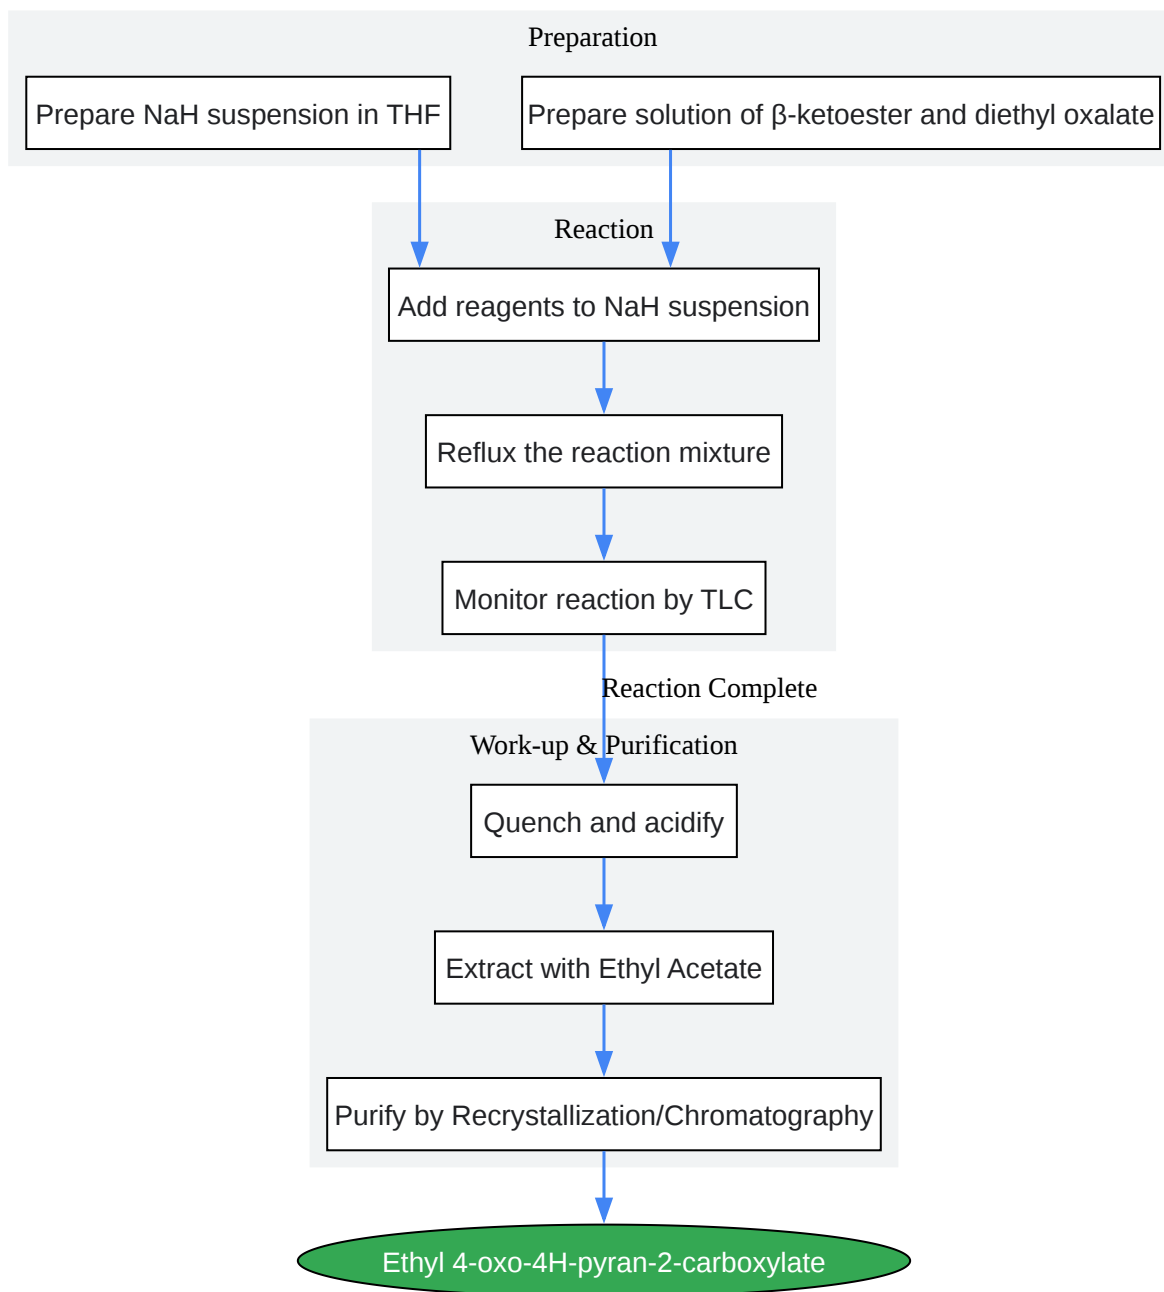 Preparation
Prepare NaH suspension in THF
Prepare solution of β-ketoester and diethyl oxalate
Reaction
Add reagents to NaH suspension
Reflux the reaction mixture
Monitor reaction by TLC
Reaction Complete
Work-up & Purification
Quench and acidify
Extract with Ethyl Acetate
Purify by Recrystallization/Chromatography
Ethyl 4-oxo-4H-pyran-2-carboxylate